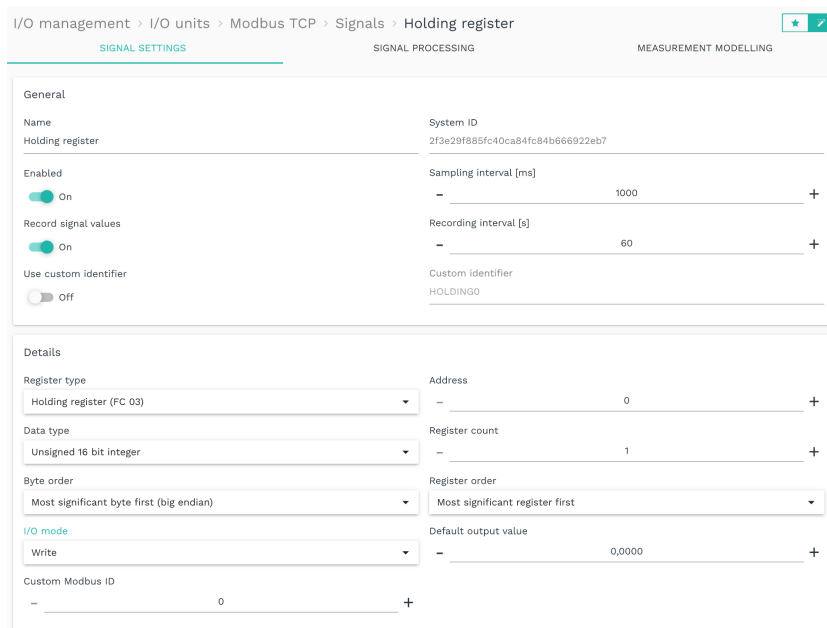 I/O management > I/O units > Modbus TCP > Signals > Holding register
SIGNAL SETTINGS
SIGNAL PROCESSING
MEASUREMENT MODELLING
General
Name
Holding register
System ID
2f3e29f885fc40ca84fc84b666922eb7
Enabled
On
Sampling interval [ms]
- 1000 +
Record signal values
On
Recording interval [s]
- 60 +
Use custom identifier
Off
Custom identifier
HOLDING0
Details
Register type
Holding register (FC 03)
Address
- 0 +
Data type
Unsigned 16 bit integer
Register count
- 1 +
Byte order
Most significant byte first (big endian)
Register order
Most significant register first
I/O mode
Write
Default output value
- 0,0000 +
Custom Modbus ID
- 0 +